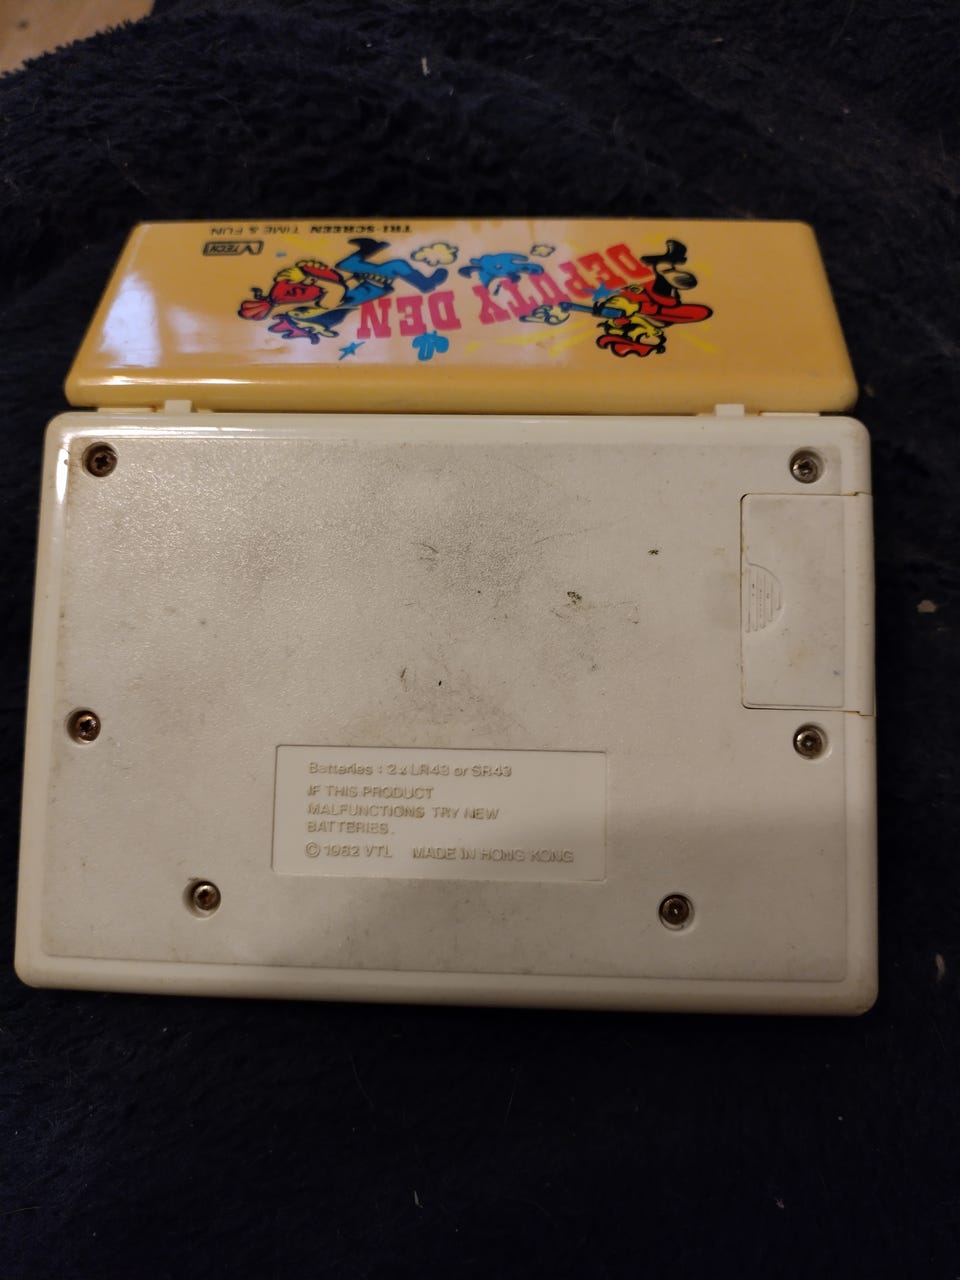 VTECH
TRI-SCREEN TIME & FUN
DEPUTY DEN
Batteries : 2 x LR43 or SR43
IF THIS PRODUCT
MALFUNCTIONS TRY NEW
BATTERIES.
© 1982 VTL MADE IN HONG KONG